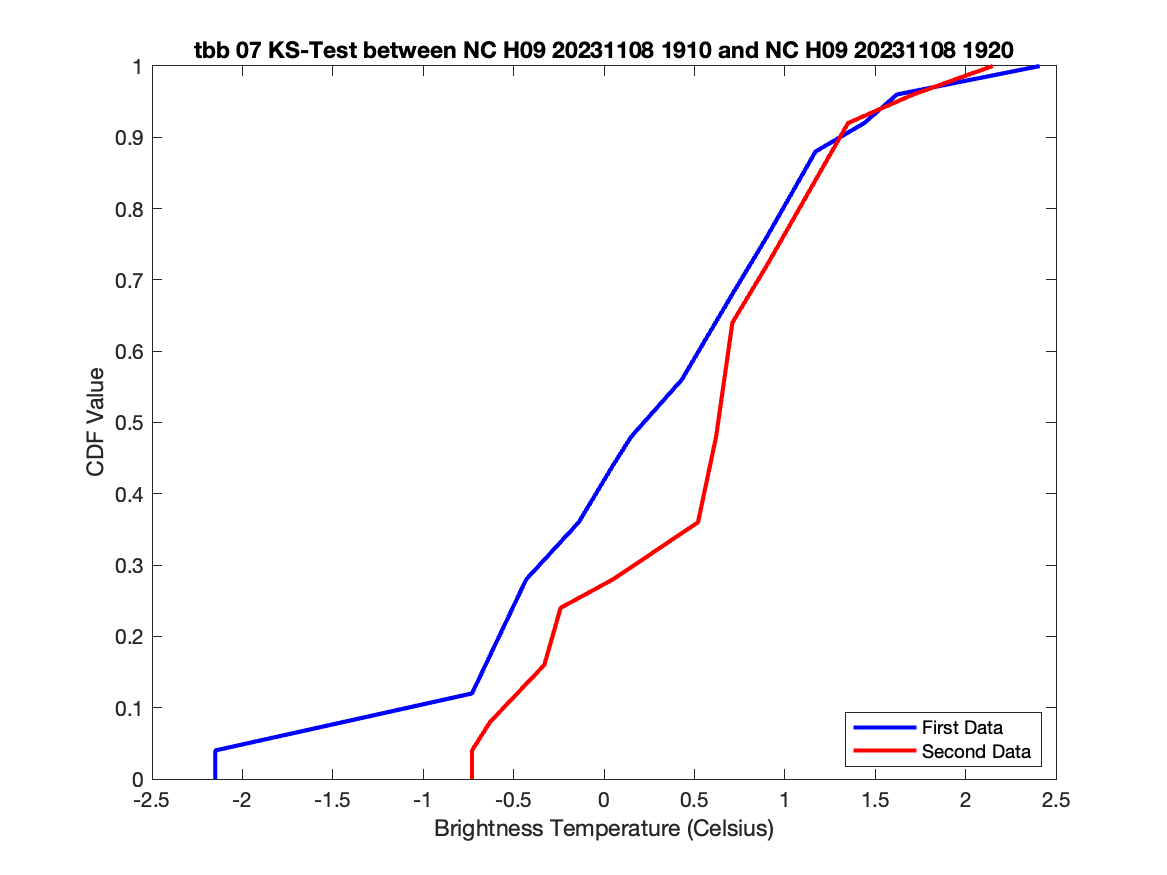 tbb 07 KS-Test between NC H09 20231108 1910 and NC H09 20231108 1920
1
0.9
0.8
0.7
0.6
0.5
0.4
0.3
0.2
0.1
0
CDF Value
First Data
Second Data
-2.5 -2 -1.5 -1 -0.5 0 0.5 1 1.5 2 2.5
Brightness Temperature (Celsius)